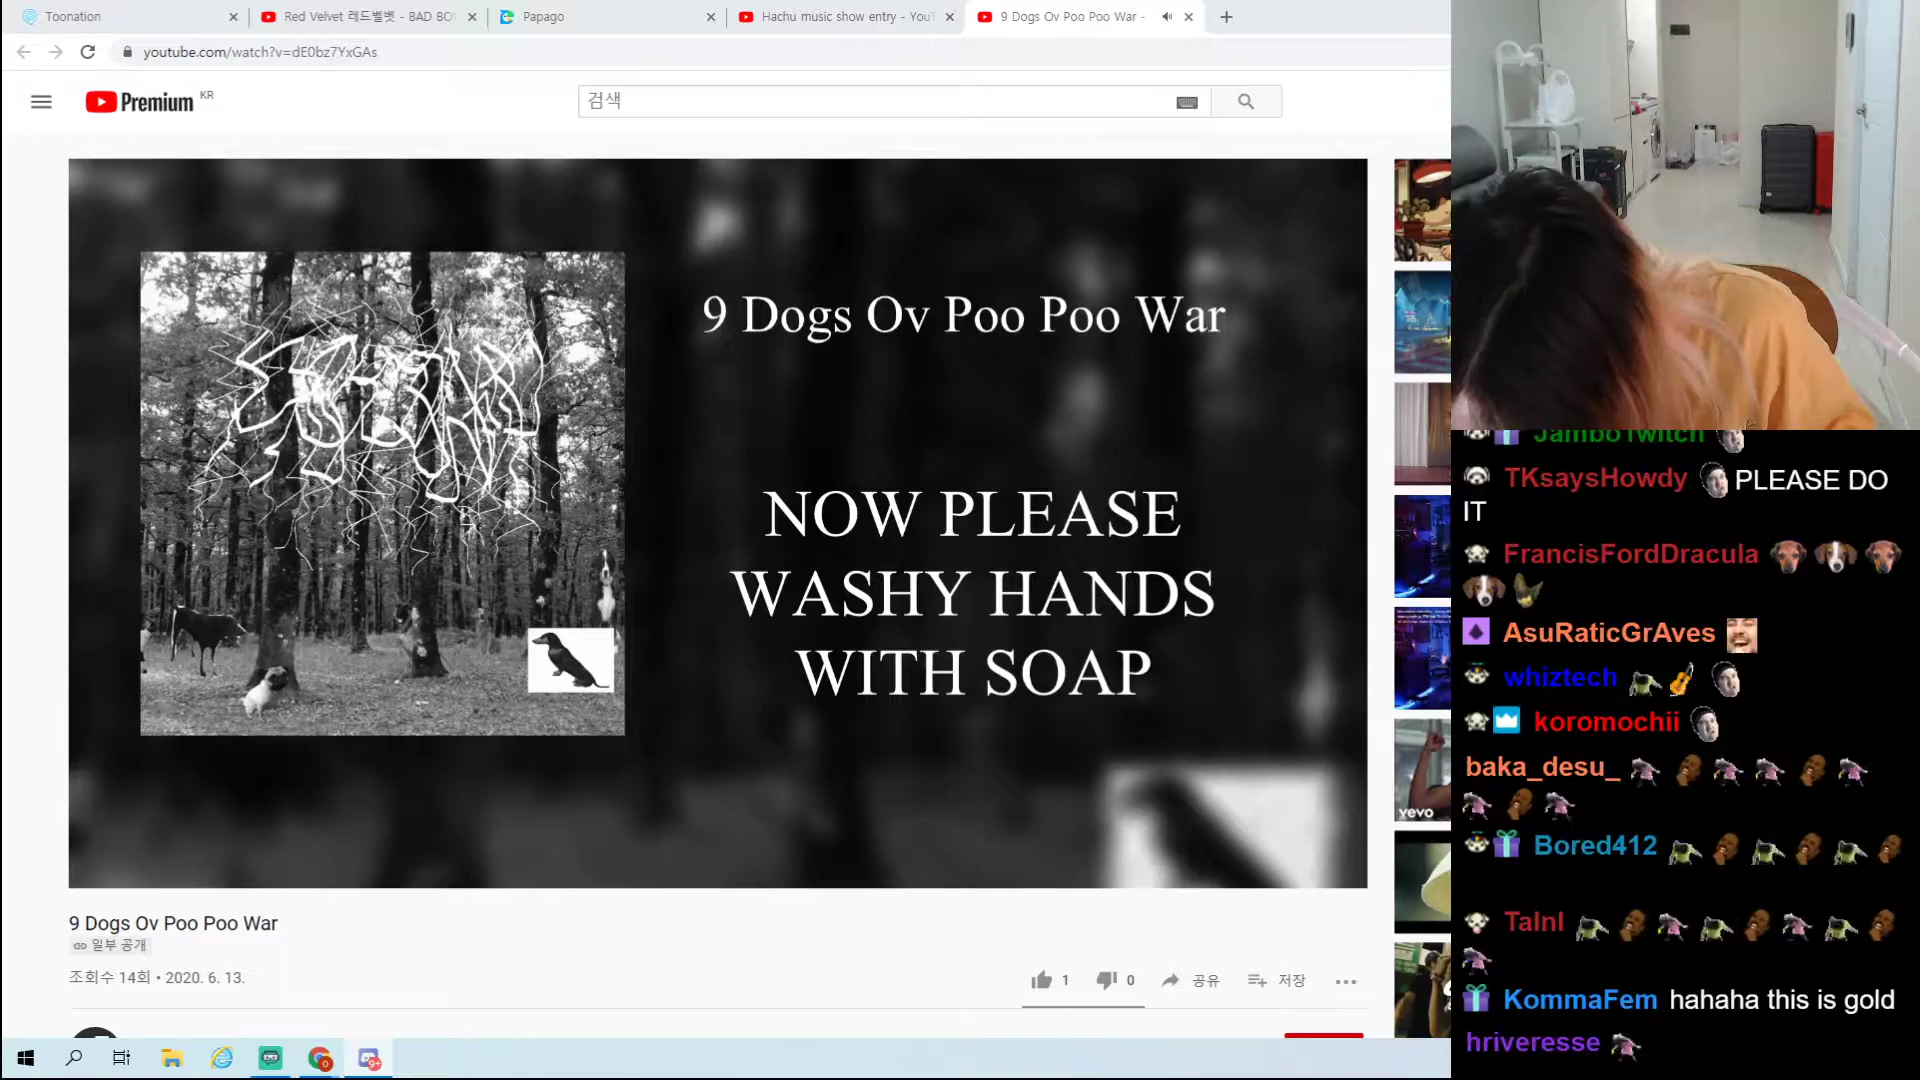 Toonation
Red Velvet 레드벨벳 - BAD BO
Papago
Hachu music show entry - YouT
9 Dogs Ov Poo Poo War -
youtube.com/watch?v=dE0bz7YxGAs
Premium KR
검색
9 Dogs Ov Poo Poo War
NOW PLEASE
WASHY HANDS
WITH SOAP
vevo
9 Dogs Ov Poo Poo War
일부 공개
조회수 14회 • 2020. 6. 13.
1
0
공유
저장
JamboTwitch
TKsaysHowdy PLEASE DO
IT
FrancisFordDracula
AsuRaticGrAves
whiztech
koromochii
baka_desu_
Bored412
KommaFem hahaha this is gold
hriveresse
9+